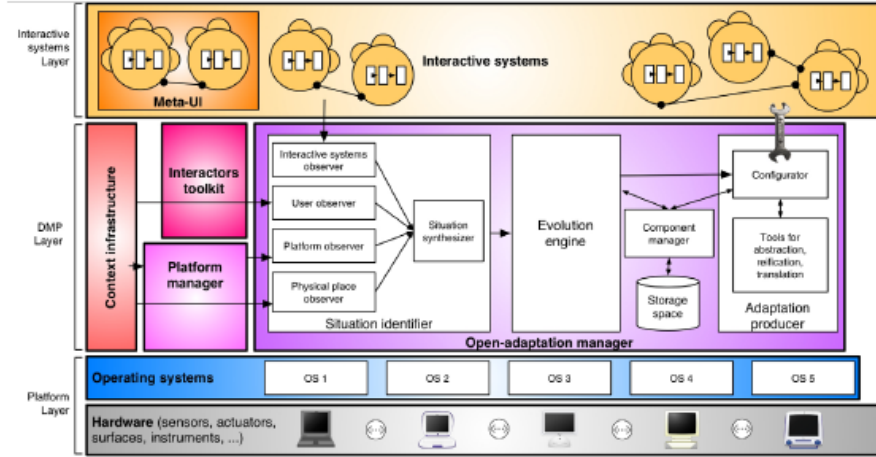 Interactive
systems
Layer
Meta-UI
Interactive systems
DMP
Layer
Context infrastructure
Interactors
toolkit
Platform
manager
Interactive systems
observer
User observer
Platform observer
Physical place
observer
Situation
synthesizer
Situation identifier
Evolution
engine
Component
manager
Storage
space
Configurator
Tools for
abstraction,
reification,
translation
Adaptation
producer
Open-adaptation manager
Platform
Layer
Operating systems
OS 1
OS 2
OS 3
OS 4
OS 5
Hardware (sensors, actuators,
surfaces, instruments, ...)